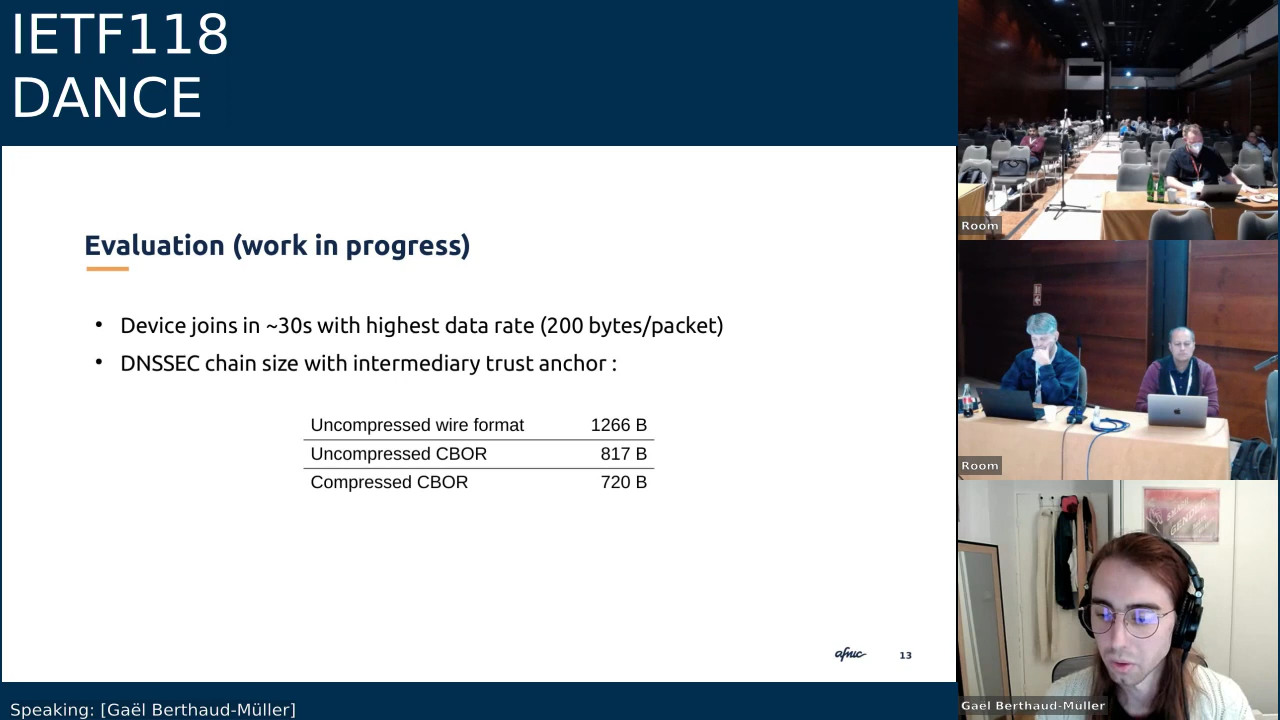 IETF118
DANCE
Evaluation (work in progress)
• Device joins in ~30s with highest data rate (200 bytes/packet)
• DNSSEC chain size with intermediary trust anchor :
Uncompressed wire format 1266 B
Uncompressed CBOR 817 B
Compressed CBOR 720 B
afnic
13
Speaking: [Gaël Berthaud-Müller]
Room
Room
GENDER
Gael Berthaud-Muller